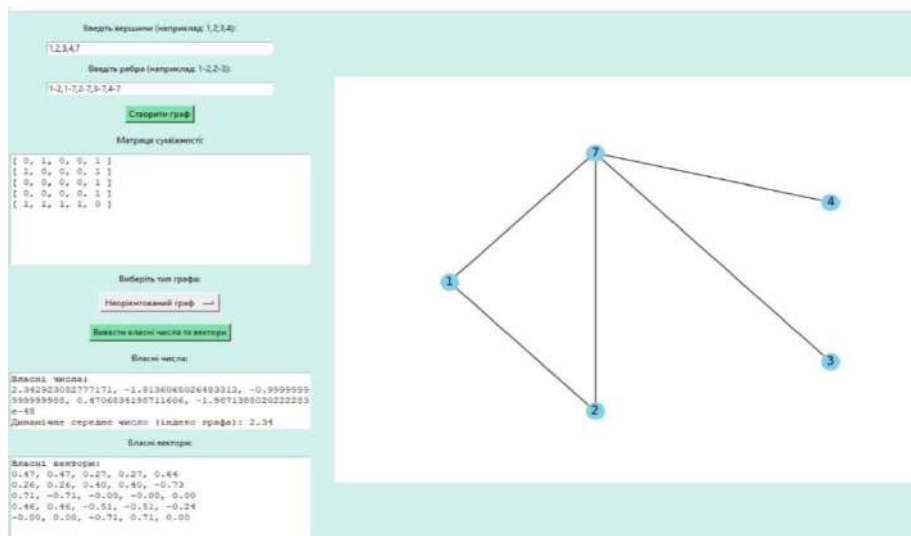 Введіть вершини (наприклад: 1,2,3,4):
1,2,3,4,7
Введіть ребра (наприклад: 1-2,2-3):
1-2,1-7,2-7,3-7,4-7
Створити граф
Матриця суміжності:
[ 0, 1, 0, 0, 1 ]
[ 1, 0, 0, 0, 1 ]
[ 0, 0, 0, 0, 1 ]
[ 0, 0, 0, 0, 1 ]
[ 1, 1, 1, 1, 0 ]
Виберіть тип графа:
Неорієнтований граф
Вивести власні числа та вектори
Власні числа:
Власні числа:
2.342923082777171, -1.8136065026483312, -0.9999999
999999988, 0.4706834198711606, -1.9871388020222283
e-48
Динамічне середнє число (індекс графа): 2.34
Власні вектори:
Власні вектори:
0.47, 0.47, 0.27, 0.27, 0.64
0.26, 0.26, 0.40, 0.40, -0.73
0.71, -0.71, -0.00, -0.00, 0.00
0.46, 0.46, -0.51, -0.51, -0.24
-0.00, 0.00, -0.71, 0.71, 0.00
7
4
1
3
2